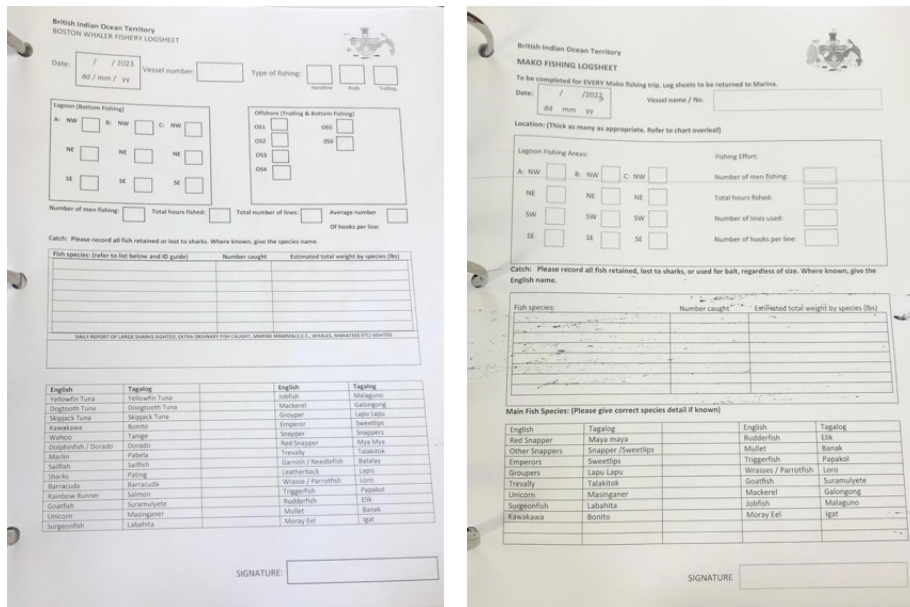 British Indian Ocean Territory
BOSTON WHALER FISHERY LOGSHEET
Date: / / 2023 Vessel number: Type of fishing:
dd / mm / yy
Handline Rods Trolling
Lagoon (Bottom Fishing) Offshore (Trolling & Bottom Fishing)
A: NW B: NW C: NW OS1 OS5
OS2 OS6
NE NE NE OS3
OS4
SE SE SE
Number of men fishing: Total hours fished: Total number of lines: Average number
Of hooks per line:
Catch: Please record all fish retained or lost to sharks. Where known, give the species name.
Fish species: (refer to list below and ID guide) Number caught Estimated total weight by species (lbs)
DAILY REPORT OF LARGE SHARKS SIGHTED, EXTRA ORDINARY FISH CAUGHT, MARINE MAMMALS (I.E., WHALES, MANATEES ETC) SIGHTED
English Tagalog English Tagalog
Yellowfin Tuna Yellowfin Tuna Jobfish Malaguno
Dogtooth Tuna Doogtooth Tuna Mackerel Galongong
Skipjack Tuna Skipjack Tuna Grouper Lapu Lapu
Kawakawa Bonito Emperor Sweetlips
Wahoo Tanige Snapper Snappers
Dolphinfish / Dorado Dorado Red Snapper Mya Mya
Marlin Pabela Trevally Talakitok
Sailfish Sailfish Garnish / Needlefish Batalay
Sharks Pating Leatherback Lapis
Barracuda Barracuda Wrasse / Parrotfish Loro
Rainbow Runner Salmon Triggerfish Papakol
Goatfish Suramulyete Rudderfish Elik
Unicorn Masinganer Mullet Banak
Surgeonfish Labahita Moray Eel Igat
SIGNATURE:
British Indian Ocean Territory
MAKO FISHING LOGSHEET
To be completed for EVERY Mako fishing trip. Log sheets to be returned to Marina.
Date: / /2023 Vessel name / No.
dd mm yy
Location: (Thick as many as appropriate. Refer to chart overleaf)
Lagoon Fishing Areas: Fishing Effort:
A: NW B: NW C: NW Number of men fishing:
NE NE NE Total hours fished:
SW SW SW Number of lines used:
SE SE SE Number of hooks per line:
Catch: Please record all fish retained, lost to sharks, or used for bait, regardless of size. Where known, give the
English name.
Fish species: Number caught Estimated total weight by species (lbs)
Main Fish Species: (Please give correct species detail if known)
English Tagalog English Tagalog
Red Snapper Maya maya Rudderfish Elik
Other Snappers Snapper /Sweetlips Mullet Banak
Emperors Sweetlips Triggerfish Papakol
Groupers Lapu Lapu Wrasses / Parrotfish Loro
Trevally Talakitok Goatfish Suramulyete
Unicorn Masinganer Mackerel Galongong
Surgeonfish Labahita Jobfish Malaguno
Kawakawa Bonito Moray Eel Igat
SIGNATURE